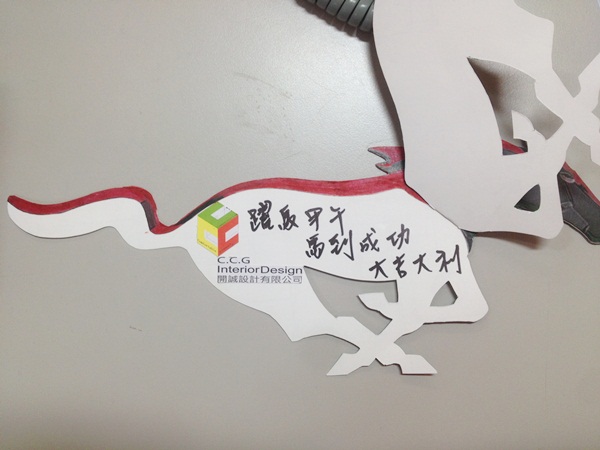 躍馬甲午
馬到成功
大吉大利
C.C.G
InteriorDesign
開誠設計有限公司